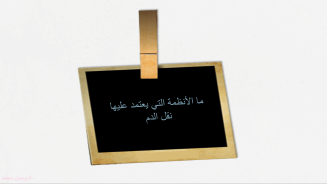 ما الأنظمة التي يعتمد عليها
نقل الدم